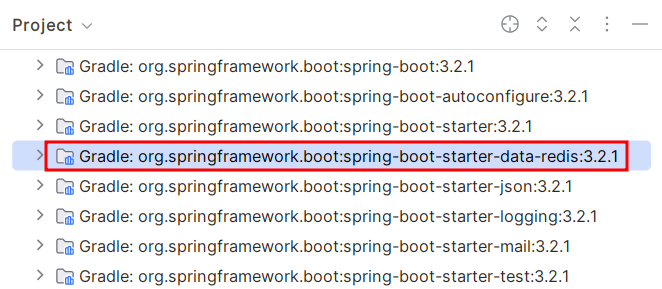 Project
Gradle: org.springframework.boot:spring-boot:3.2.1
Gradle: org.springframework.boot:spring-boot-autoconfigure:3.2.1
Gradle: org.springframework.boot:spring-boot-starter:3.2.1
Gradle: org.springframework.boot:spring-boot-starter-data-redis:3.2.1
Gradle: org.springframework.boot:spring-boot-starter-json:3.2.1
Gradle: org.springframework.boot:spring-boot-starter-logging:3.2.1
Gradle: org.springframework.boot:spring-boot-starter-mail:3.2.1
Gradle: org.springframework.boot:spring-boot-starter-test:3.2.1